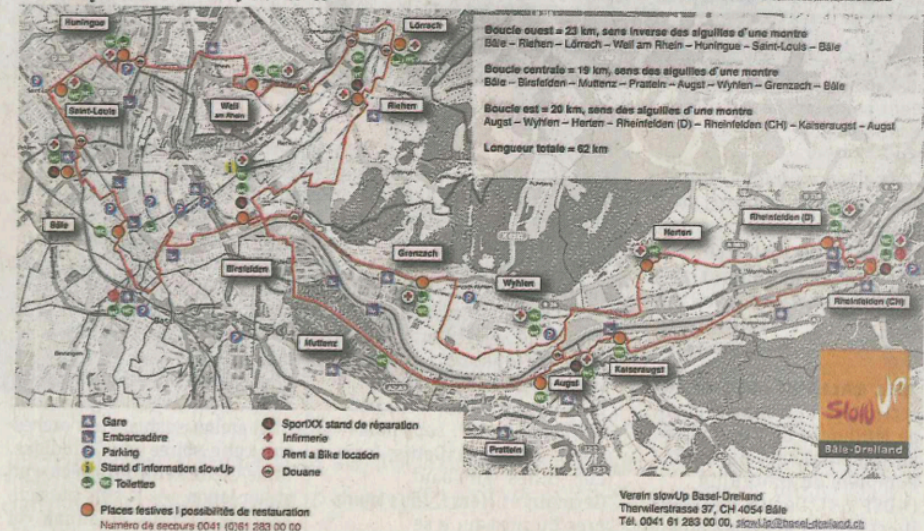 Boucle ouest = 23 km, sens inverse des aiguilles d'une montre
Bâle – Riehen – Lörrach – Weil am Rhein – Huningue – Saint-Louis – Bâle
Boucle centrale = 19 km, sens des aiguilles d'une montre
Bâle – Birsfelden – Muttenz – Pratteln – Augst – Wyhlen – Grenzach – Bâle
Boucle est = 20 km, sens des aiguilles d'une montre
Augst – Wyhlen – Herten – Rheinfelden (D) – Rheinfelden (CH) – Kaiseraugst – Augst
Longueur totale = 62 km
Huningue
Lörrach
Saint-Louis
Weil
am Rhein
Riehen
Bâle
Birsfelden
Grenzach
Wyhlen
Herten
Rheinfelden (D)
Rheinfelden (CH)
Muttenz
Augst
Kaiseraugst
Pratteln
Gare
Embarcadère
Parking
Stand d'information slowUp
Toilettes
SportXX stand de réparation
Infirmerie
Rent a Bike location
Douane
Places festives I possibilités de restauration
Numéro de secours 0041 (0)61 283 00 00
SlowUp
Bâle-Dreiland
Verein slowUp Basel-Dreiland
Therwilerstrasse 37, CH 4054 Bâle
Tél. 0041 61 283 00 00, slowUp@basel-dreiland.ch